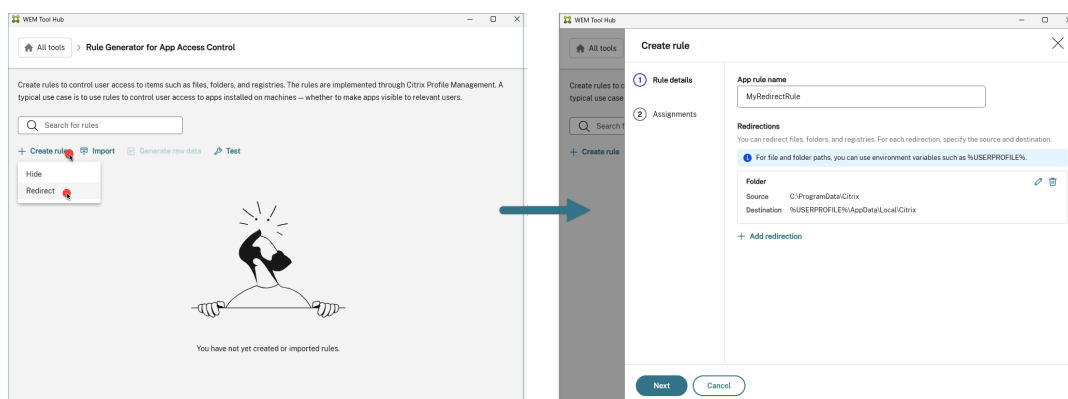 WEM Tool Hub
All tools > Rule Generator for App Access Control
Create rules to control user access to items such as files, folders, and registries. The rules are implemented through Citrix Profile Management. A
typical use case is to use rules to control user access to apps installed on machines — whether to make apps visible to relevant users.
Search for rules
+ Create rule Import Generate raw data Test
Hide
Redirect
You have not yet created or imported rules.
WEM Tool Hub
All tools
Create rules to c
typical use case
Search f
+ Create rule
Create rule
1 Rule details
2 Assignments
App rule name
MyRedirectRule
Redirections
You can redirect files, folders, and registries. For each redirection, specify the source and destination.
For file and folder paths, you can use environment variables such as %USERPROFILE%.
Folder
Source C:\ProgramData\Citrix
Destination %USERPROFILE%\AppData\Local\Citrix
+ Add redirection
Next Cancel